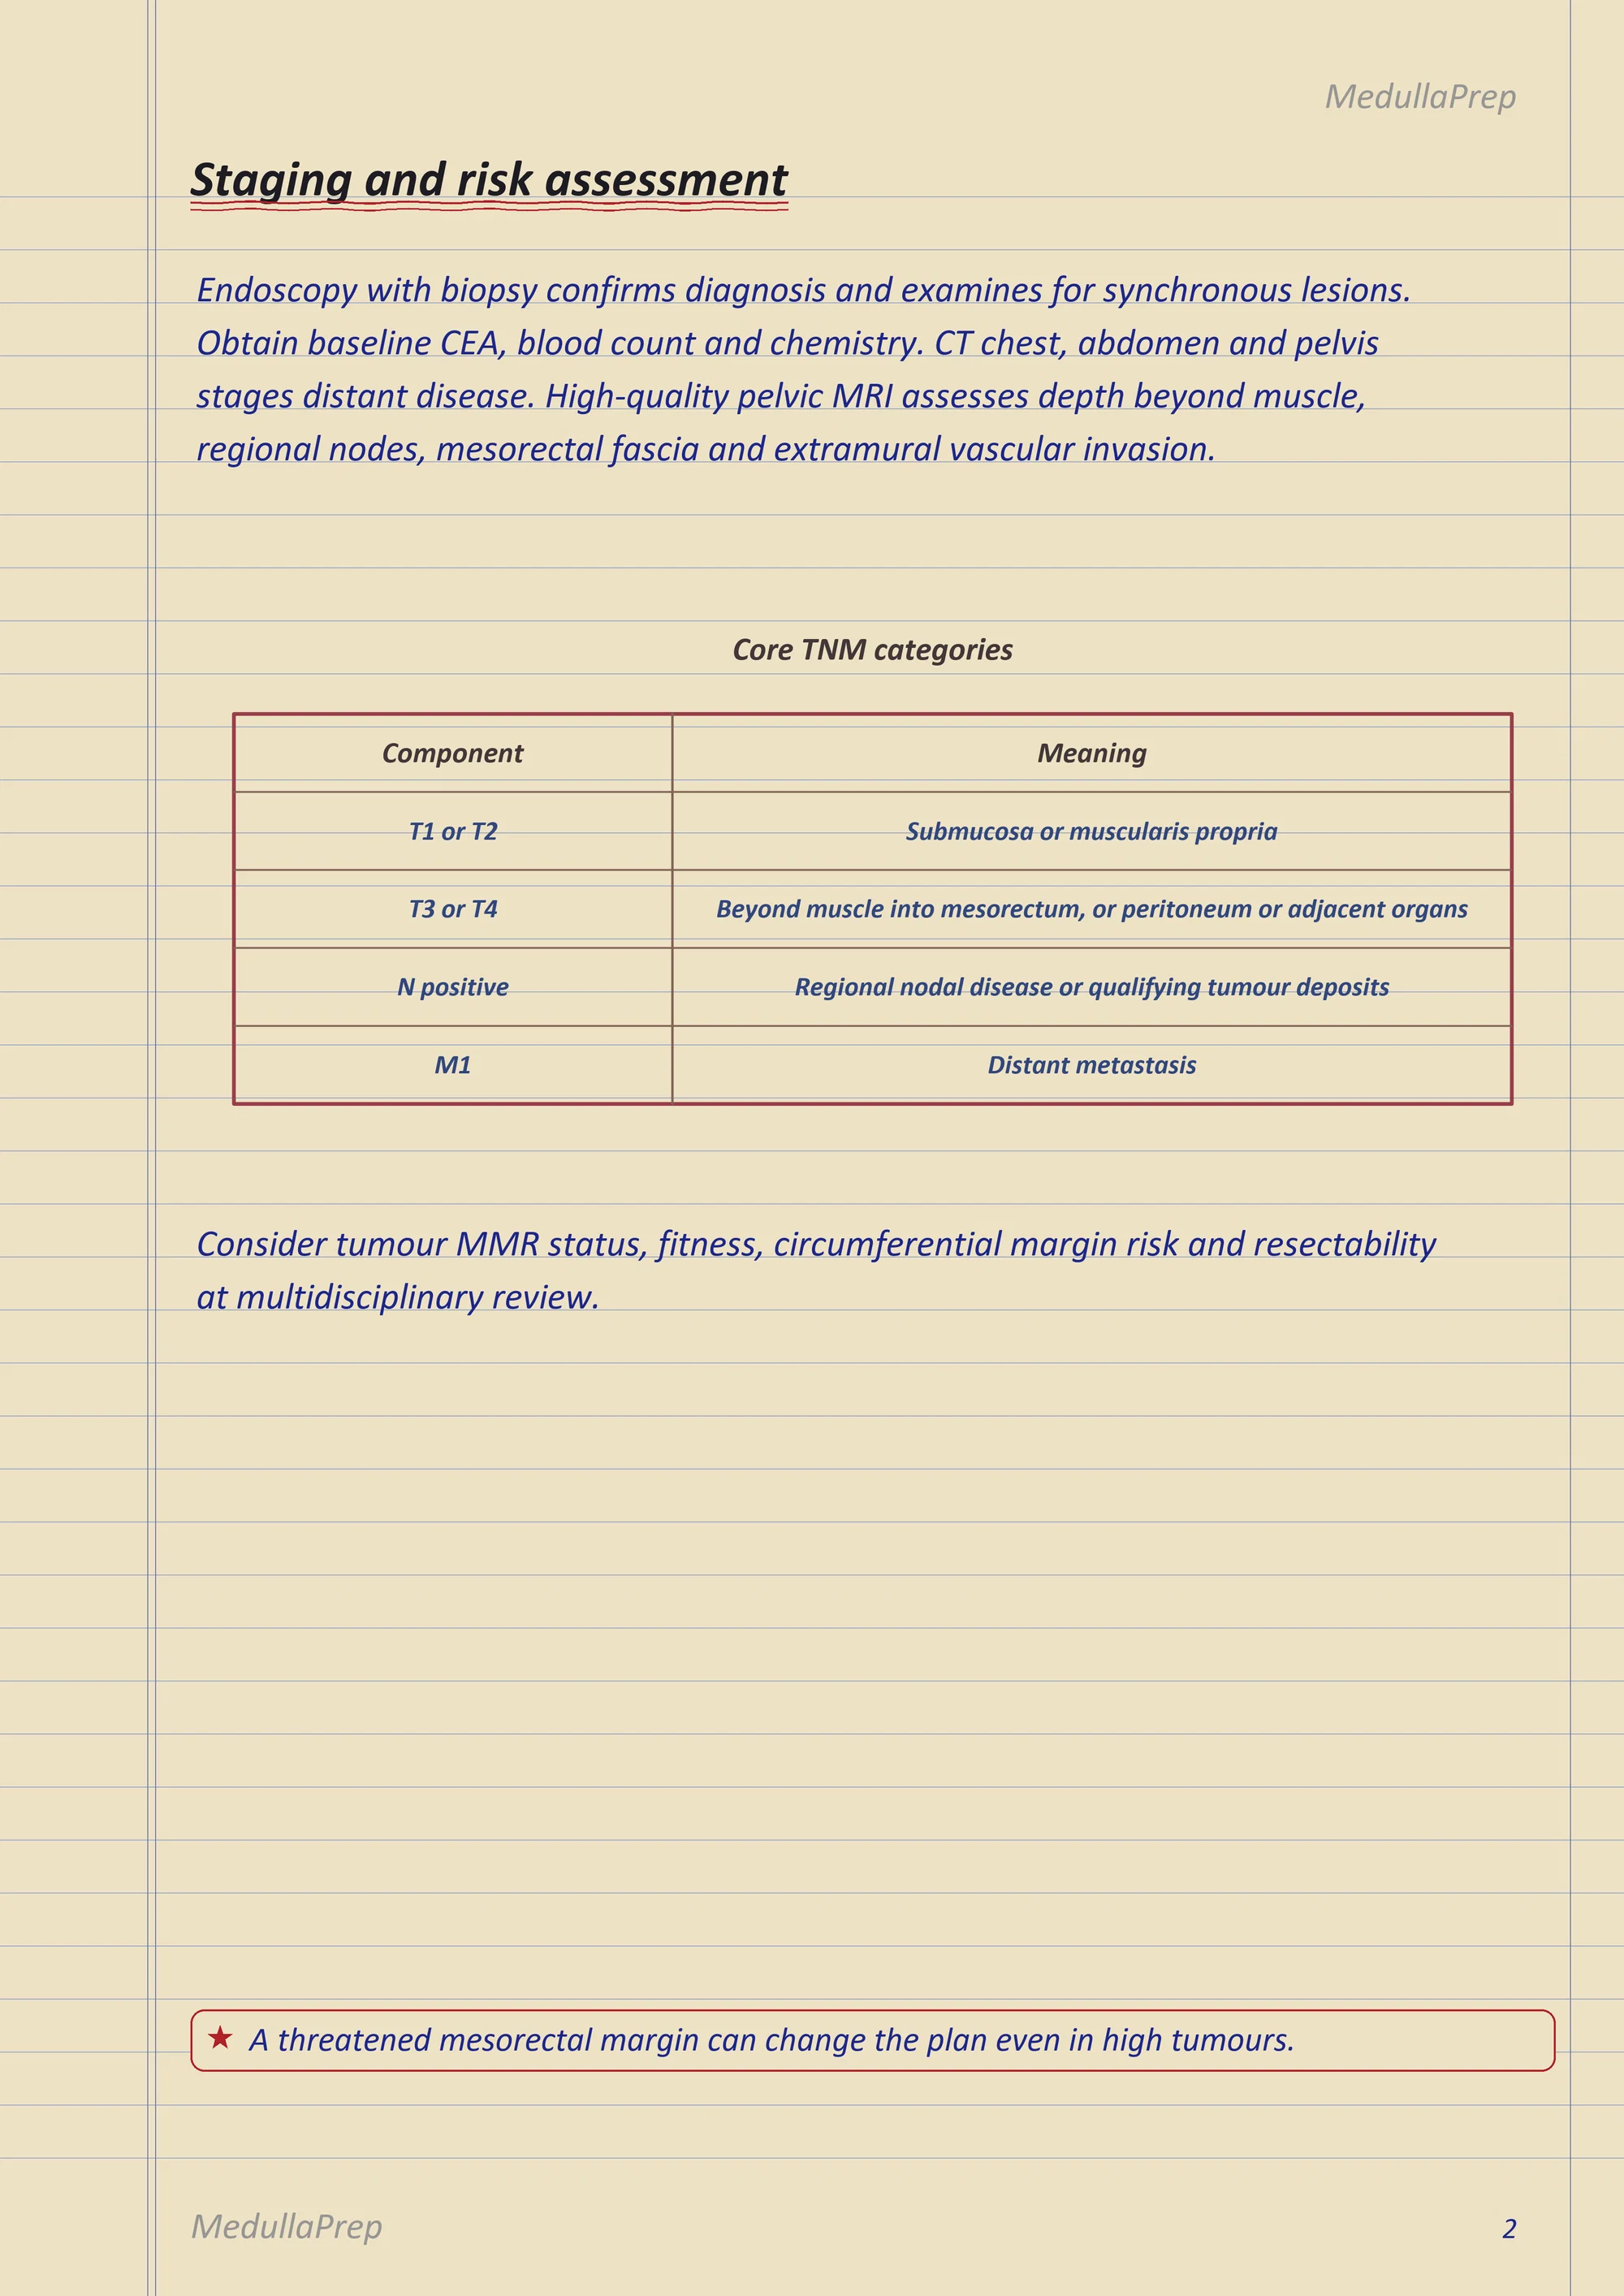 MedullaPrep
Staging and risk assessment
Endoscopy with biopsy confirms diagnosis and examines for synchronous lesions.
Obtain baseline CEA, blood count and chemistry. CT chest, abdomen and pelvis
stages distant disease. High-quality pelvic MRI assesses depth beyond muscle,
regional nodes, mesorectal fascia and extramural vascular invasion.
Core TNM categories
Component Meaning
T1 or T2 Submucosa or muscularis propria
T3 or T4 Beyond muscle into mesorectum, or peritoneum or adjacent organs
N positive Regional nodal disease or qualifying tumour deposits
M1 Distant metastasis
Consider tumour MMR status, fitness, circumferential margin risk and resectability
at multidisciplinary review.
★ A threatened mesorectal margin can change the plan even in high tumours.
MedullaPrep 2